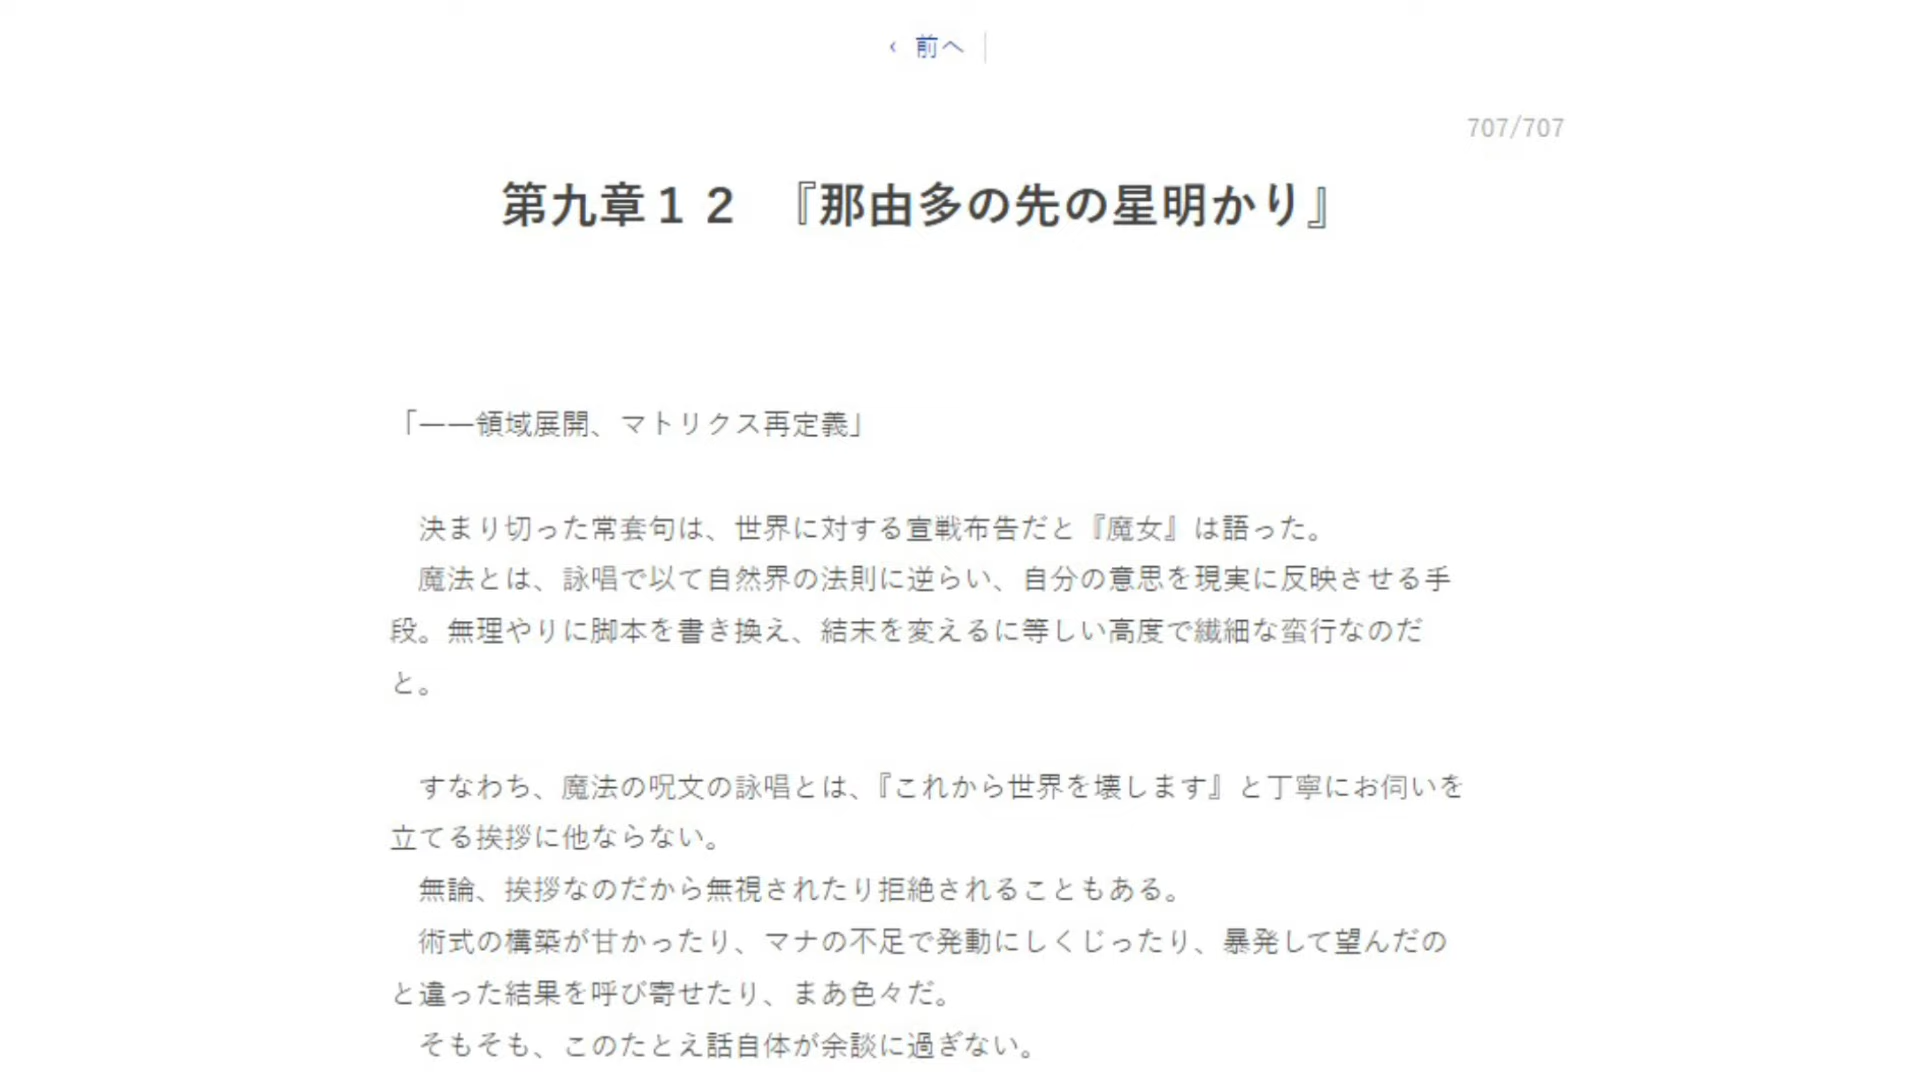 ‹ 前へ
707/707
第九章１２　『那由多の先の星明かり』
「――領域展開、マトリクス再定義」
決まり切った常套句は、世界に対する宣戦布告だと『魔女』は語った。
魔法とは、詠唱で以て自然界の法則に逆らい、自分の意思を現実に反映させる手
段。無理やりに脚本を書き換え、結末を変えるに等しい高度で繊細な蛮行なのだ
と。
すなわち、魔法の呪文の詠唱とは、『これから世界を壊します』と丁寧にお伺いを
立てる挨拶に他ならない。
無論、挨拶なのだから無視されたり拒絶されることもある。
術式の構築が甘かったり、マナの不足で発動にしくじったり、暴発して望んだの
と違った結果を呼び寄せたり、まあ色々だ。
そもそも、このたとえ話自体が余談に過ぎない。